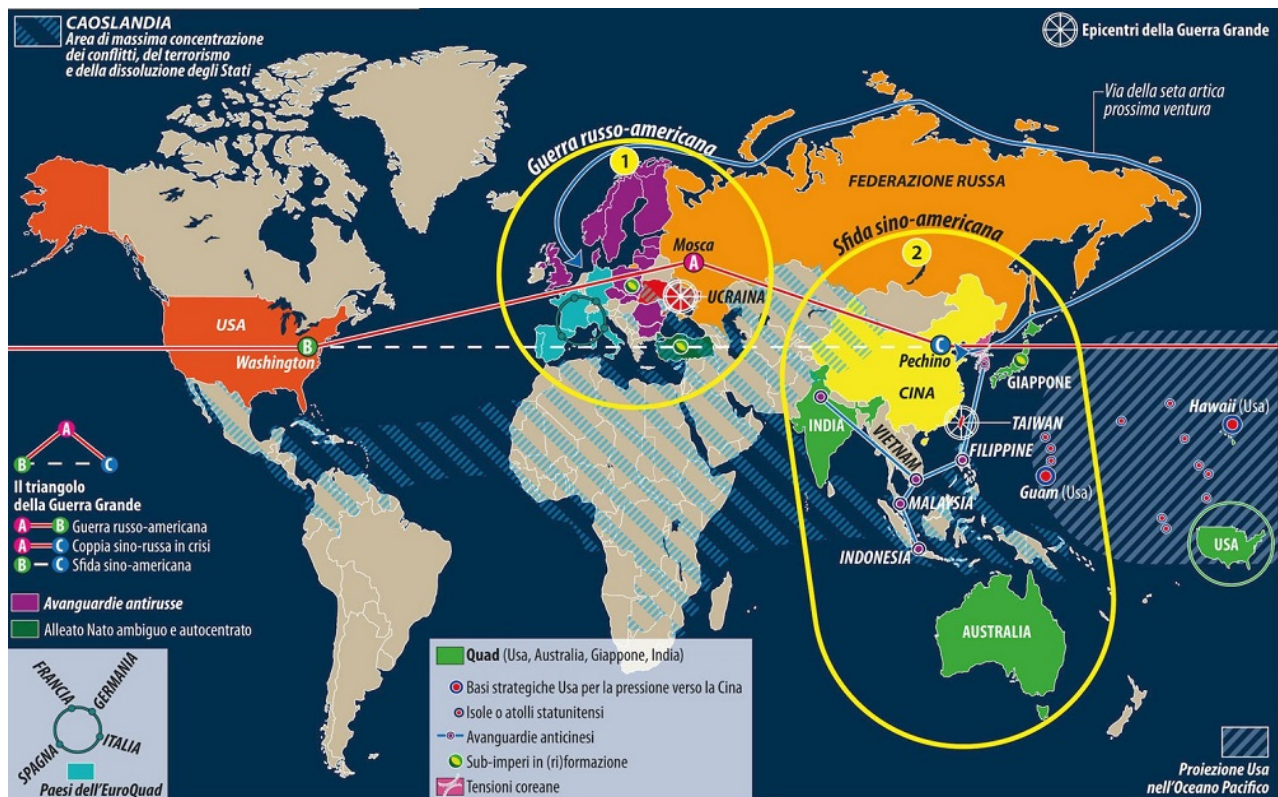 CAOSLANDIA
Area di massima concentrazione
dei conflitti, del terrorismo
e della dissoluzione degli Stati
Epicentri della Guerra Grande
Via della seta artica
prossima ventura
Guerra russo-americana
1
FEDERAZIONE RUSSA
Sfida sino-americana
2
Mosca
A
UCRAINA
USA
B
Washington
Pechino
C
CINA
GIAPPONE
INDIA
VIETNAM
TAIWAN
FILIPPINE
MALAYSIA
INDONESIA
Hawaii (Usa)
Guam (Usa)
USA
AUSTRALIA
A
B
C
Il triangolo
della Guerra Grande
A B Guerra russo-americana
A C Coppia sino-russa in crisi
B C Sfida sino-americana
Avanguardie antirusse
Alleato Nato ambiguo e autocentrato
FRANCIA
GERMANIA
SPAGNA
ITALIA
Paesi dell'EuroQuad
Quad (Usa, Australia, Giappone, India)
Basi strategiche Usa per la pressione verso la Cina
Isole o atolli statunitensi
Avanguardie anticinesi
Sub-imperi in (ri)formazione
Tensioni coreane
Proiezione Usa
nell'Oceano Pacifico